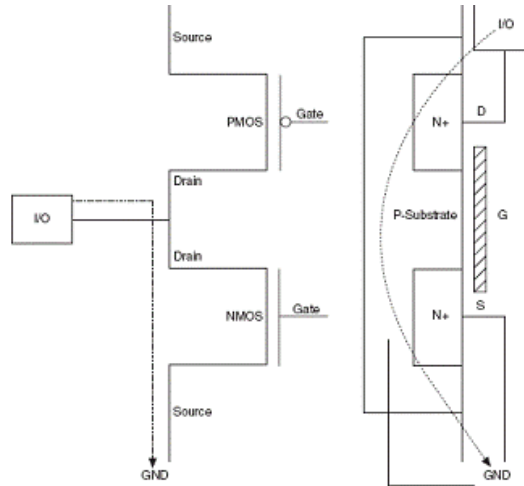 Source
PMOS
Gate
Drain
I/O
Drain
NMOS
Gate
Source
GND
I/O
D
N+
P-Substrate
G
S
N+
GND